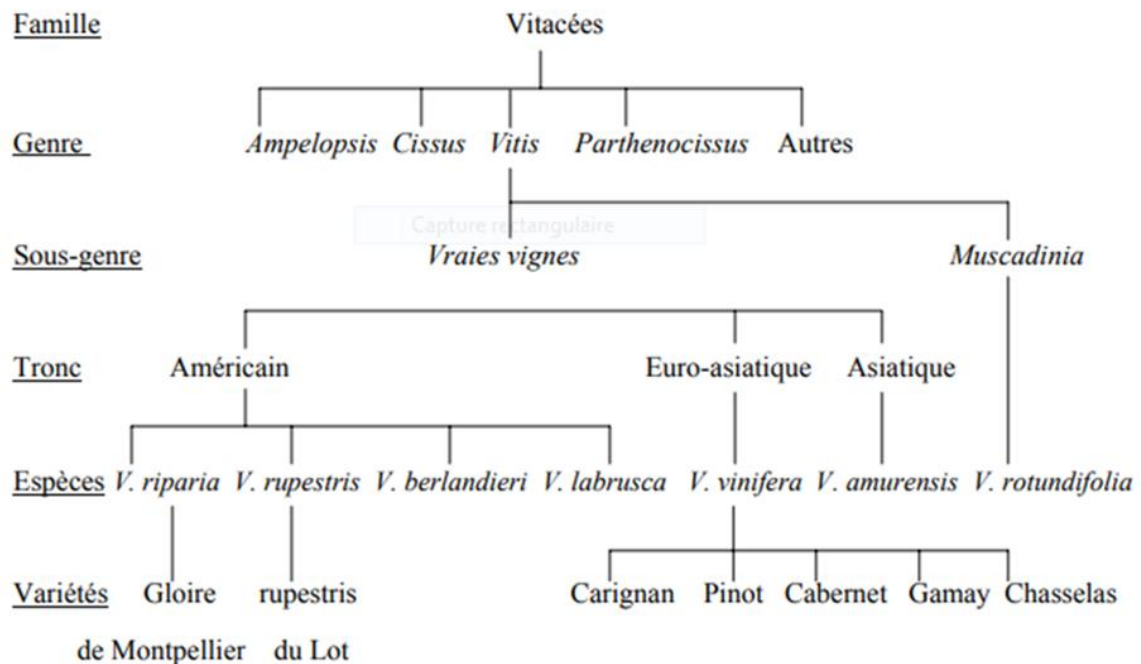 Famille Vitacées
Genre Ampelopsis Cissus Vitis Parthenocissus Autres
Capture rectangulaire
Sous-genre Vraies vignes Muscadinia
Tronc Américain Euro-asiatique Asiatique
Espèces V. riparia V. rupestris V. berlandieri V. labrusca V. vinifera V. amurensis V. rotundifolia
Variétés Gloire rupestris Carignan Pinot Cabernet Gamay Chasselas
de Montpellier du Lot